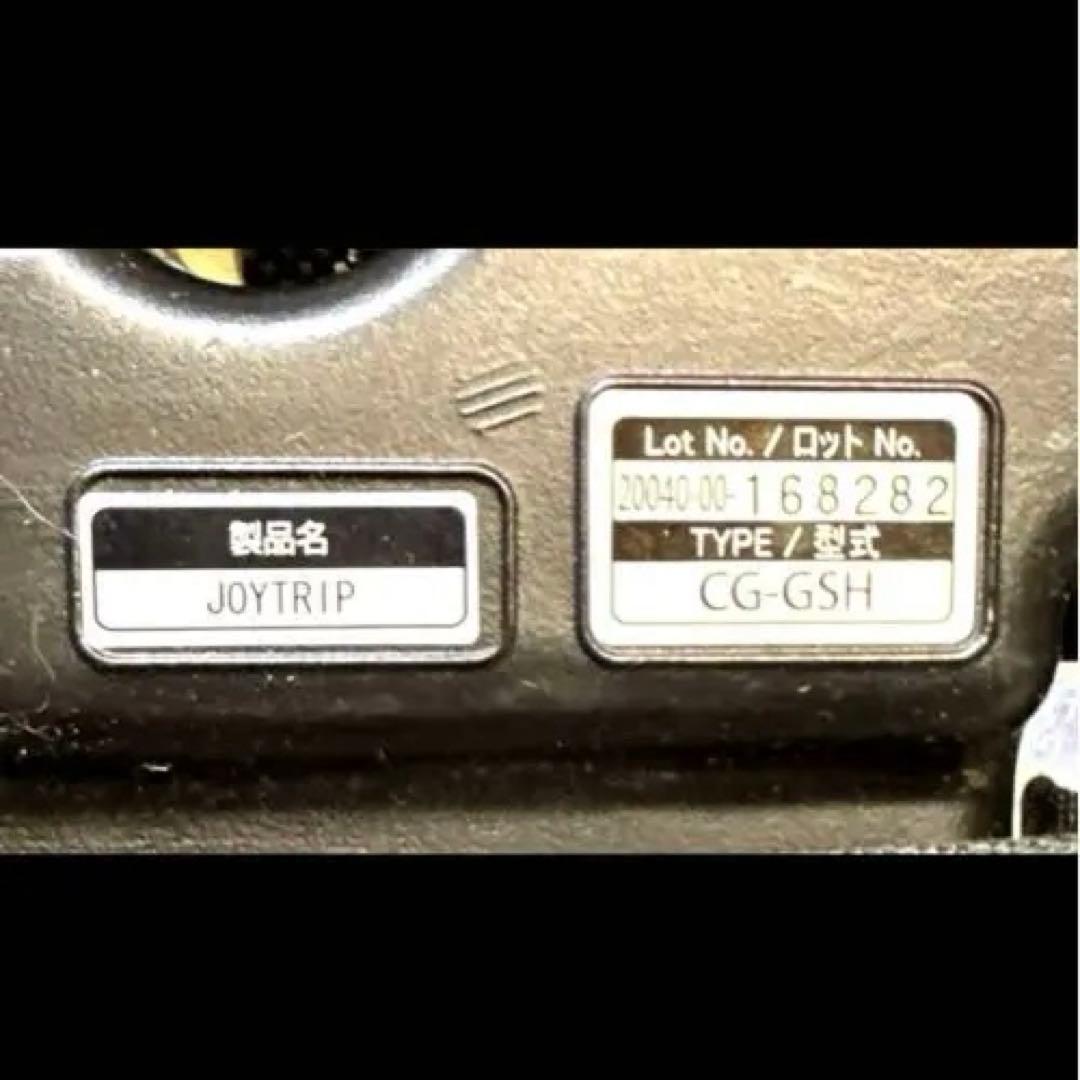 製品名
JOYTRIP
Lot No. / ロット No.
20040-00-168282
TYPE / 型式
CG-GSH